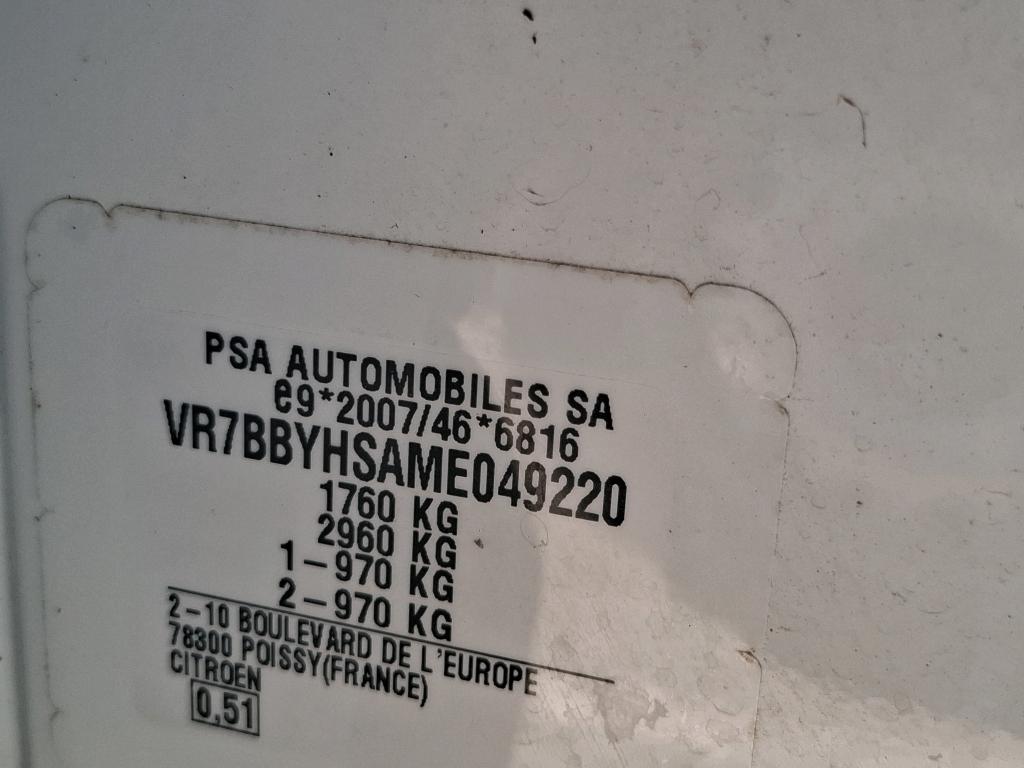 PSA AUTOMOBILES SA
e9*2007/46*6816
VR7BBYHSAME049220
1760 KG
2960 KG
1-970 KG
2-970 KG
2-10 BOULEVARD DE L'EUROPE
78300 POISSY(FRANCE)
CITROEN
0,51